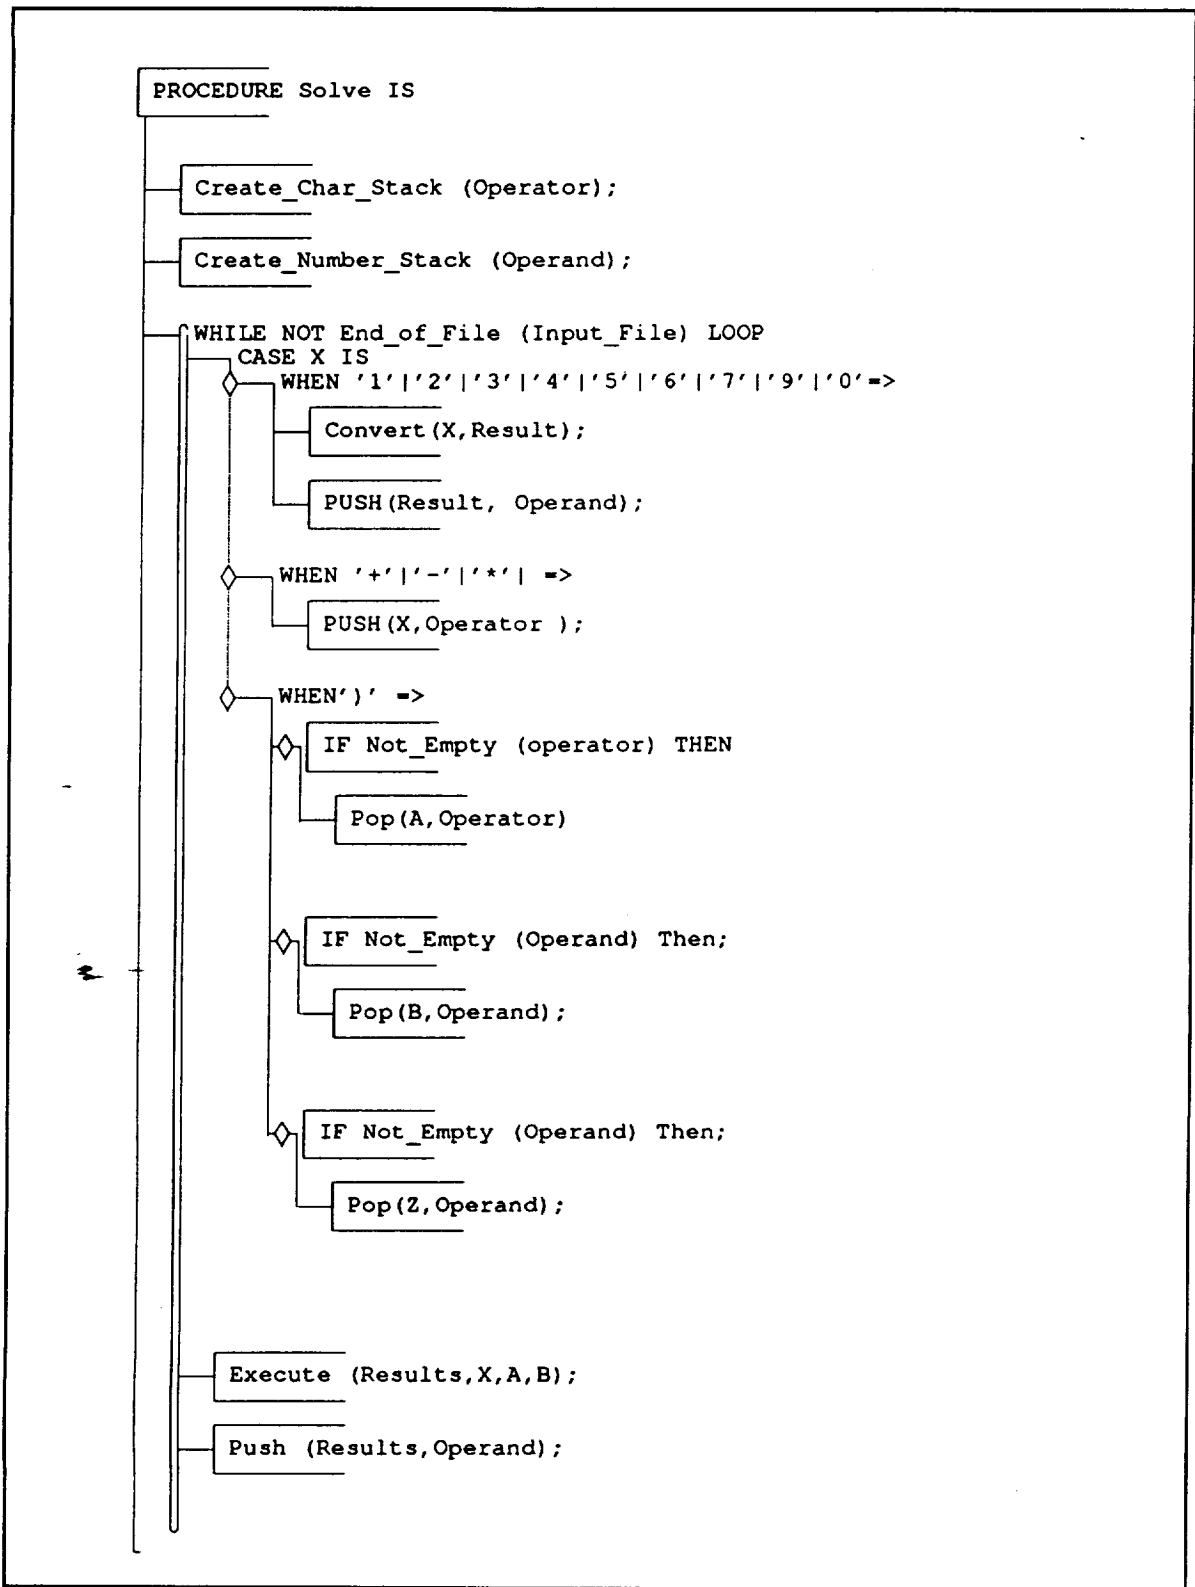 PROCEDURE Solve IS
Create_Char_Stack (Operator);
Create_Number_Stack (Operand);
WHILE NOT End_of_File (Input_File) LOOP
CASE X IS
WHEN '1'|'2'|'3'|'4'|'5'|'6'|'7'|'9'|'0'=>
Convert(X,Result);
PUSH(Result, Operand);
WHEN '+'|'-'|'*'| =>
PUSH(X,Operator );
WHEN')' =>
IF Not_Empty (operator) THEN
Pop(A,Operator)
IF Not_Empty (Operand) Then;
Pop(B,Operand);
IF Not_Empty (Operand) Then;
Pop(Z,Operand);
Execute (Results,X,A,B);
Push (Results,Operand);